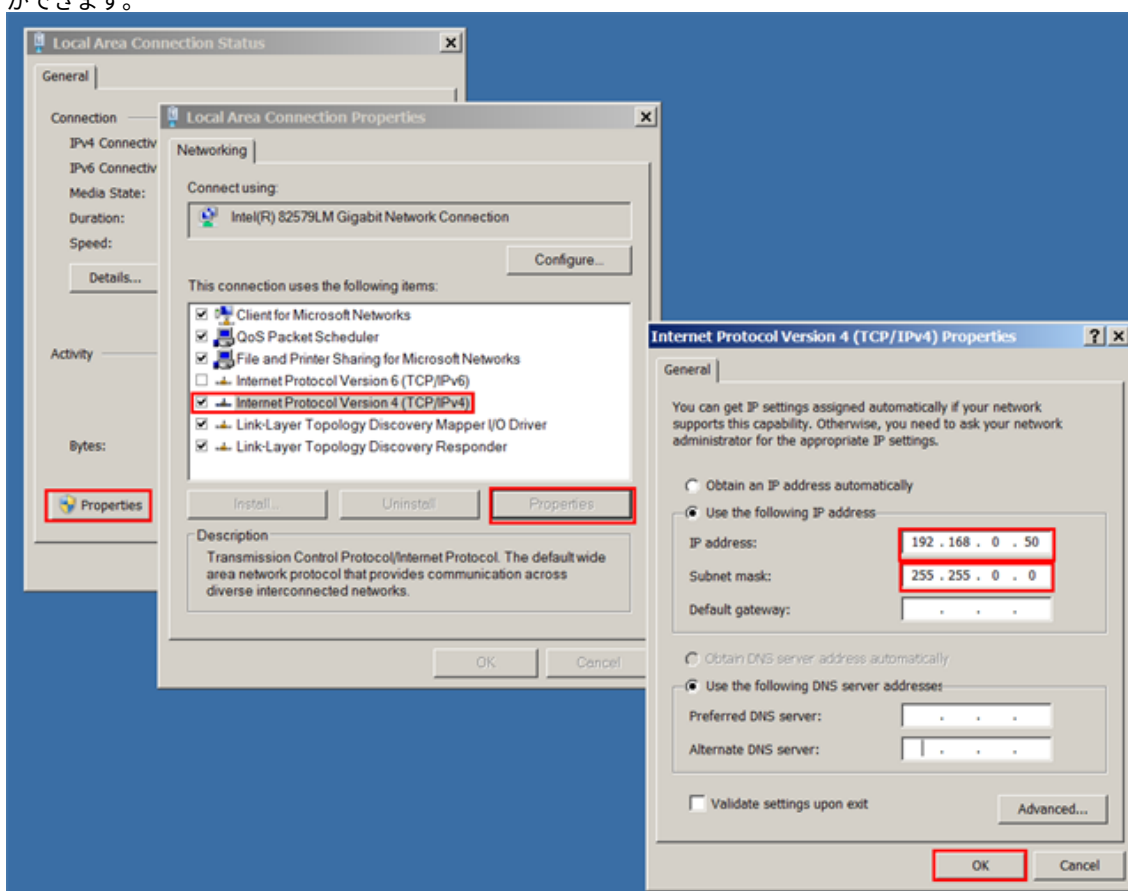 ができます。
Local Area Connection Status
General
Connection
IPv4 Connectiv
IPv6 Connectiv
Media State:
Duration:
Speed:
Details...
Activity
Bytes:
Properties
Local Area Connection Properties
Networking
Connect using:
Intel(R) 82579LM Gigabit Network Connection
Configure...
This connection uses the following items:
Client for Microsoft Networks
QoS Packet Scheduler
File and Printer Sharing for Microsoft Networks
Internet Protocol Version 6 (TCP/IPv6)
Internet Protocol Version 4 (TCP/IPv4)
Link-Layer Topology Discovery Mapper I/O Driver
Link-Layer Topology Discovery Responder
Install...
Uninstall
Properties
Description
Transmission Control Protocol/Internet Protocol. The default wide
area network protocol that provides communication across
diverse interconnected networks.
OK
Cancel
Internet Protocol Version 4 (TCP/IPv4) Properties
General
You can get IP settings assigned automatically if your network
supports this capability. Otherwise, you need to ask your network
administrator for the appropriate IP settings.
Obtain an IP address automatically
Use the following IP address
IP address: 192 . 168 . 0 . 50
Subnet mask: 255 . 255 . 0 . 0
Default gateway: . . .
Obtain DNS server address automatically
Use the following DNS server addresses
Preferred DNS server: . . .
Alternate DNS server: . . .
Validate settings upon exit
Advanced...
OK
Cancel